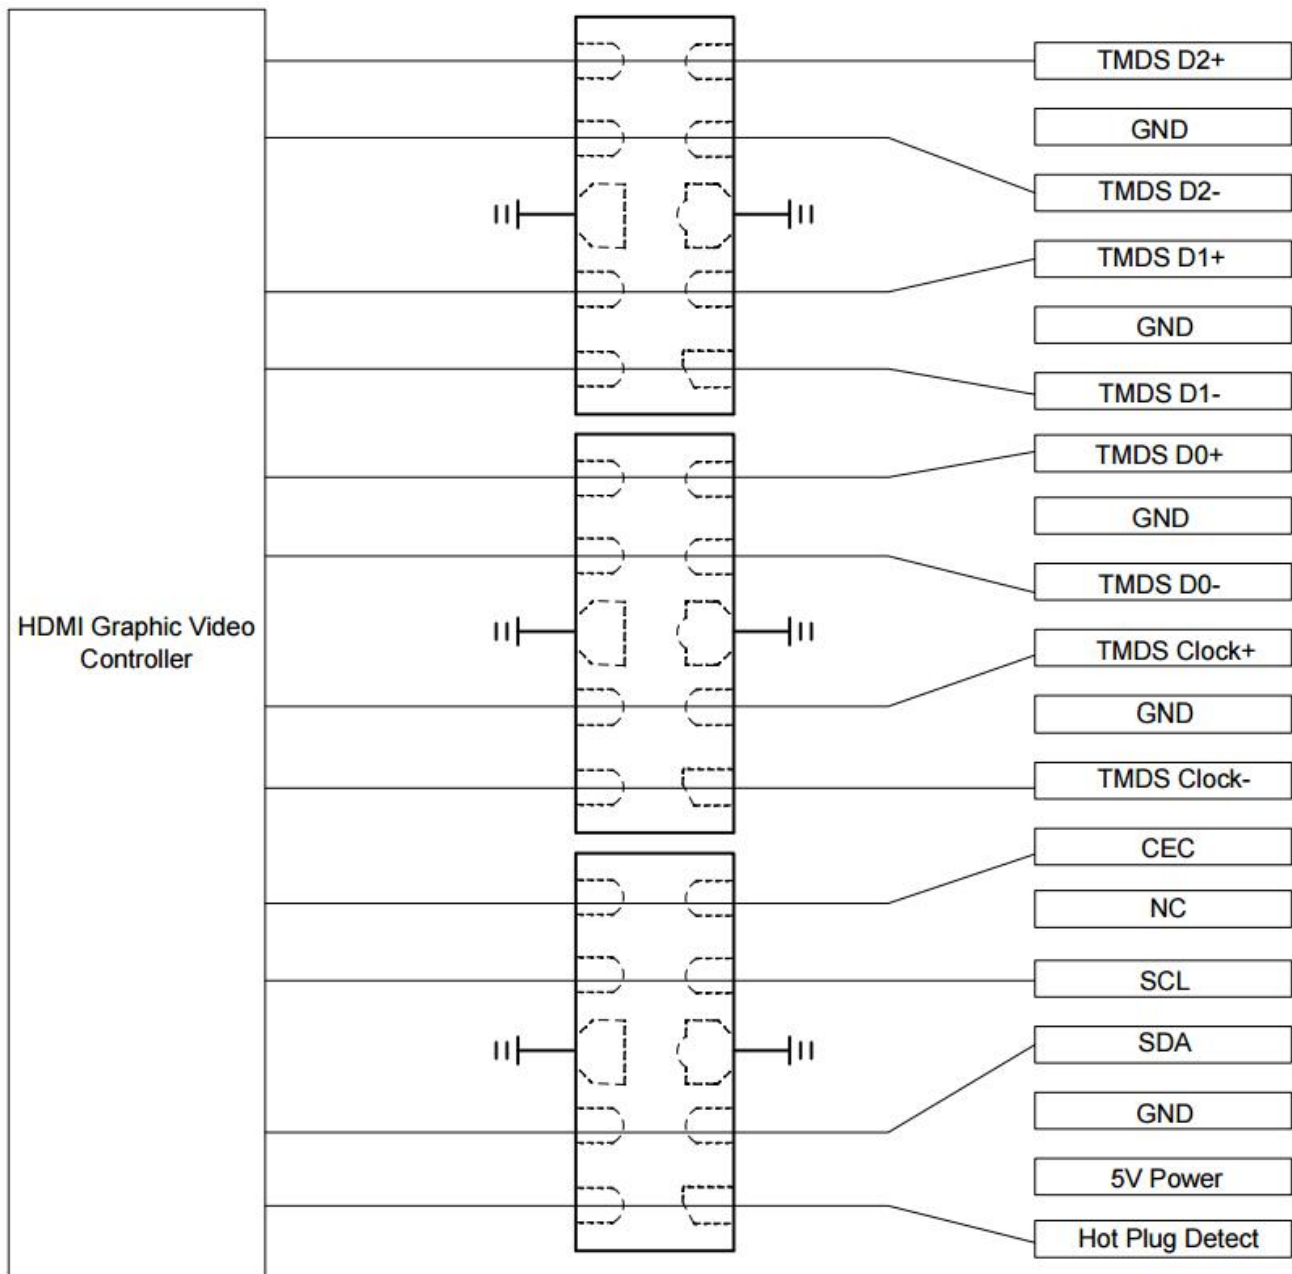 TMDS D2+
GND
TMDS D2-
TMDS D1+
GND
TMDS D1-
TMDS D0+
GND
TMDS D0-
HDMI Graphic Video
Controller
TMDS Clock+
GND
TMDS Clock-
CEC
NC
SCL
SDA
GND
5V Power
Hot Plug Detect